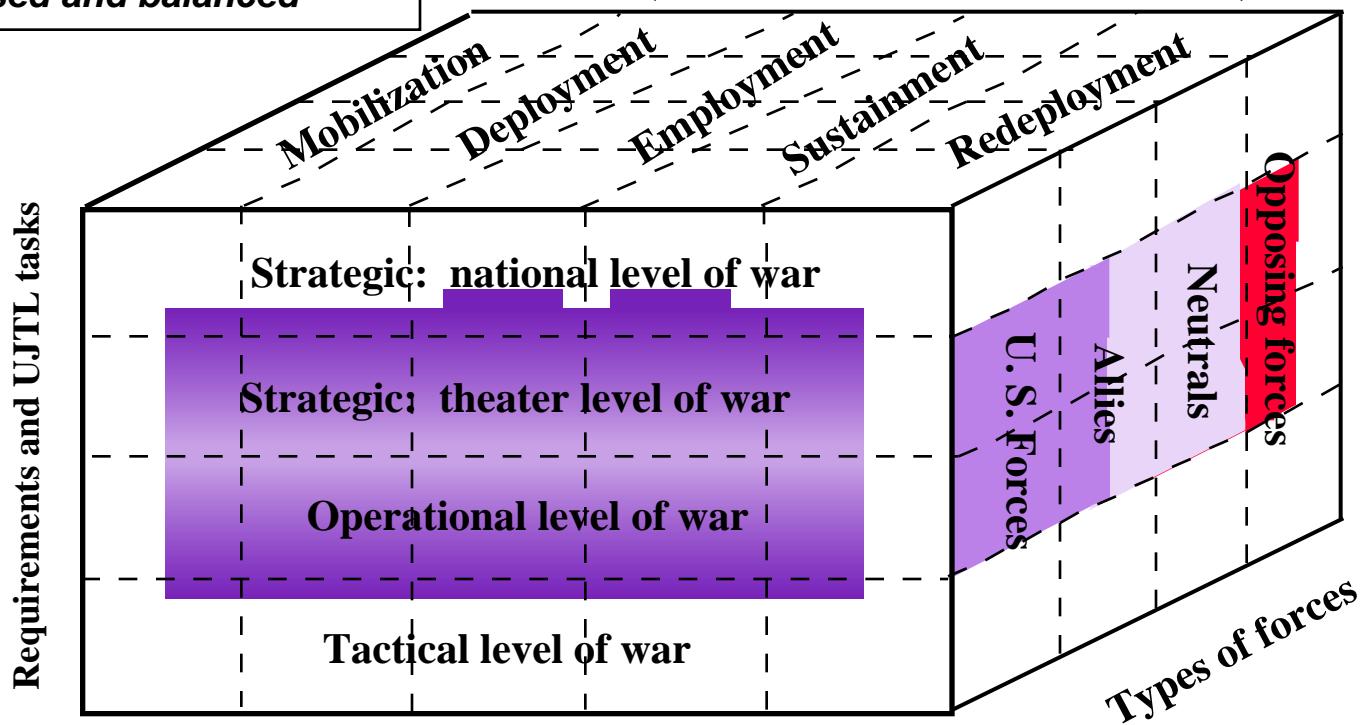 sed and balanced
Mobilization
Deployment
Employment
Sustainment
Redeployment
Requirements and UJTL tasks
Strategic:  national level of war
Strategic:  theater level of war
Operational level of war
Tactical level of war
U. S. Forces
Allies
Neutrals
Opposing forces
Types of forces